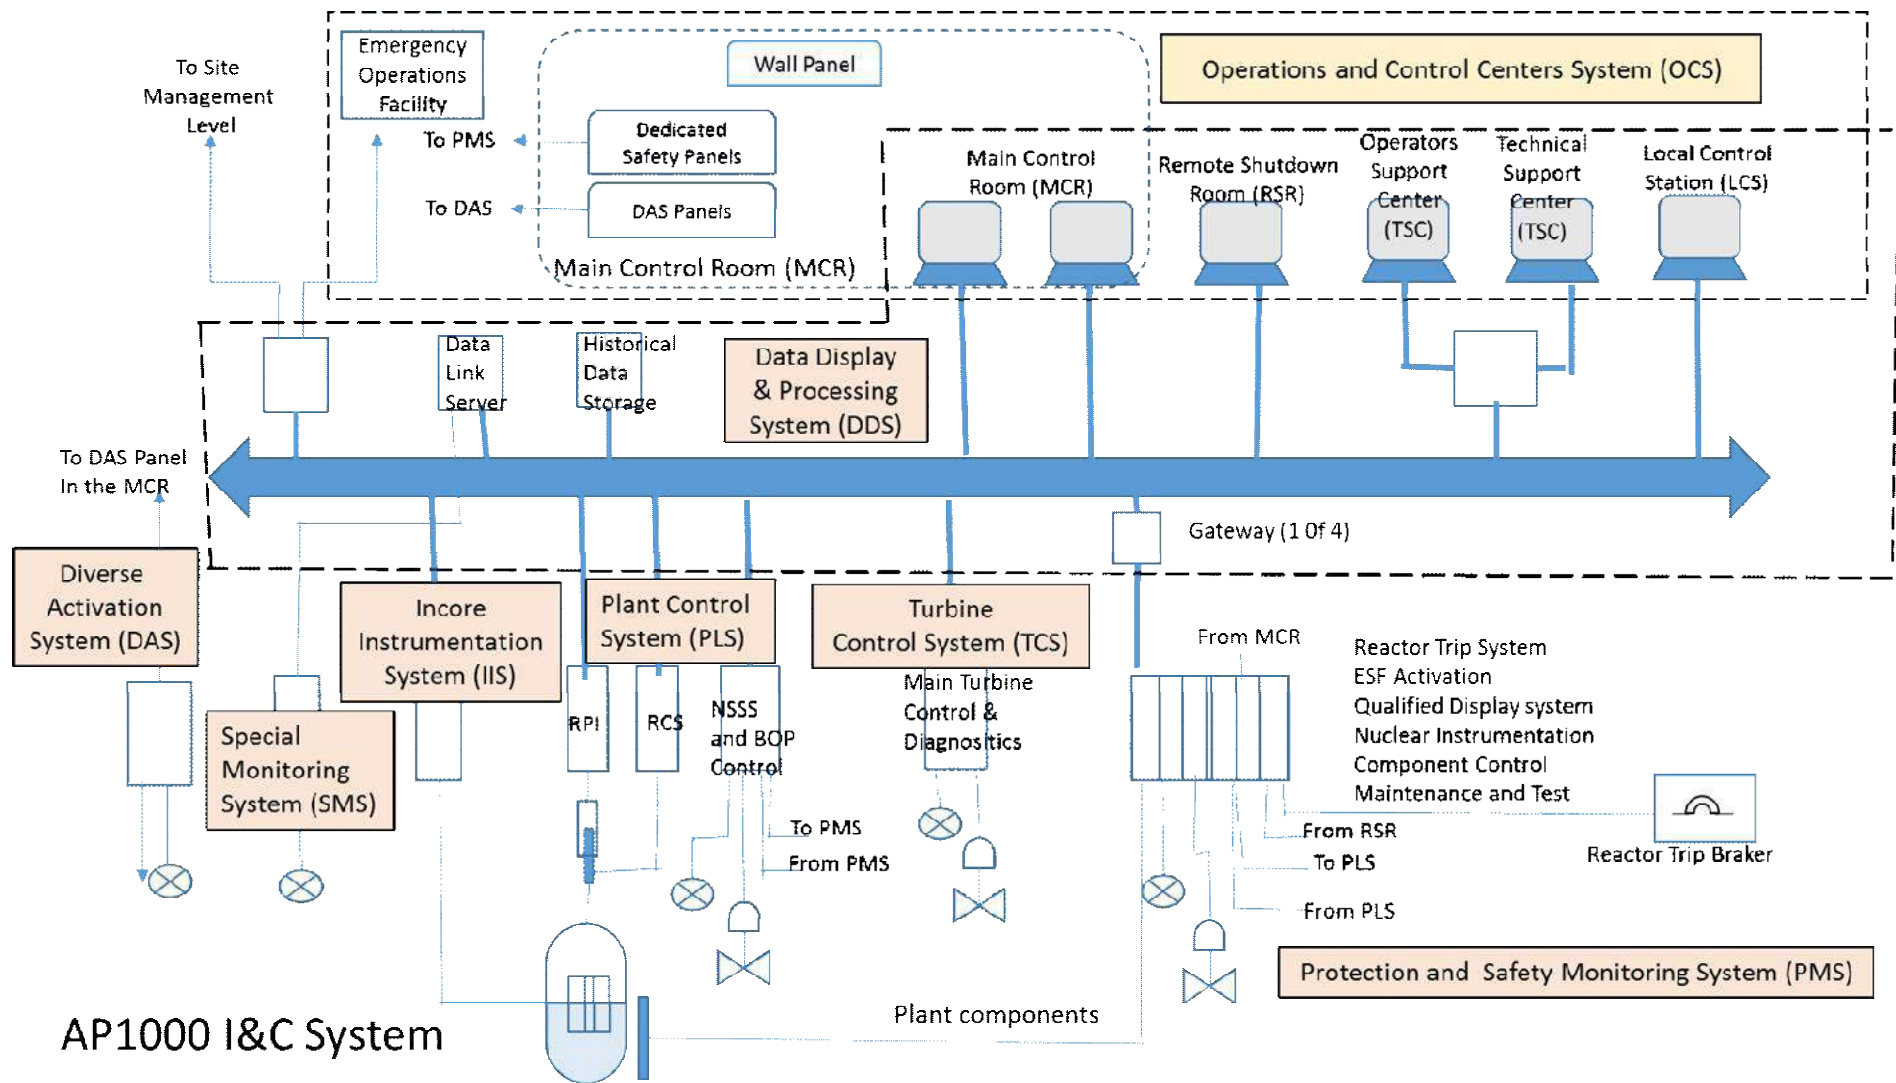 To Site
Management
Level
Emergency
Operations
Facility
Wall Panel
Operations and Control Centers System (OCS)
To PMS
Dedicated
Safety Panels
To DAS
DAS Panels
Main Control Room (MCR)
Main Control
Room (MCR)
Remote Shutdown
Room (RSR)
Operators
Support
Center
(TSC)
Technical
Support
Center
(TSC)
Local Control
Station (LCS)
Data
Link
Server
Historical
Data
Storage
Data Display
& Processing
System (DDS)
To DAS Panel
In the MCR
Gateway (1 0f 4)
Diverse
Activation
System (DAS)
Incore
Instrumentation
System (IIS)
Plant Control
System (PLS)
Turbine
Control System (TCS)
From MCR
Reactor Trip System
ESF Activation
Qualified Display system
Nuclear Instrumentation
Component Control
Maintenance and Test
Special
Monitoring
System (SMS)
RPI
RCS
NSSS
and BOP
Control
Main Turbine
Control &
Diagnositics
To PMS
From PMS
From RSR
To PLS
From PLS
Reactor Trip Braker
Protection and Safety Monitoring System (PMS)
Plant components
AP1000 I&C System